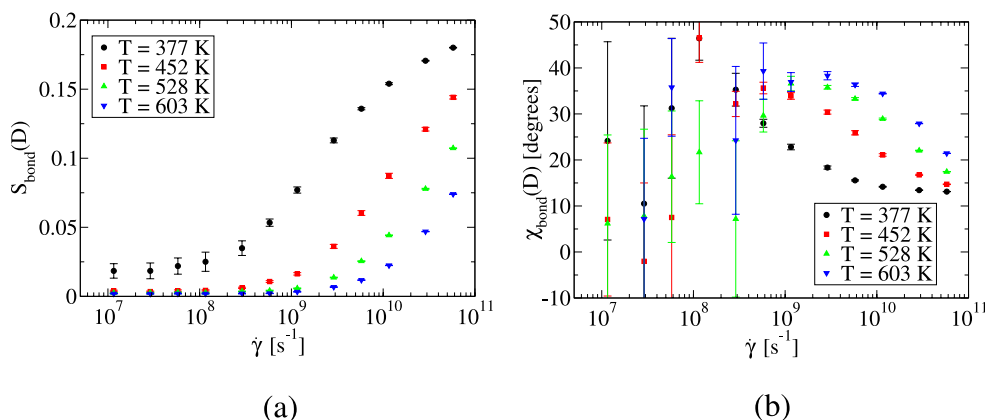 0.2
0.15
0.1
0.05
0
S_bond(D)
T = 377 K
T = 452 K
T = 528 K
T = 603 K
10^7 10^8 10^9 10^10 10^11
γ̇ [s^-1]
(a)
50
40
30
20
10
0
-10
χ_bond(D) [degrees]
T = 377 K
T = 452 K
T = 528 K
T = 603 K
10^7 10^8 10^9 10^10 10^11
γ̇ [s^-1]
(b)